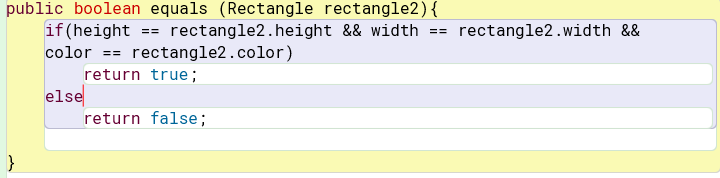 public boolean equals (Rectangle rectangle2){
if(height == rectangle2.height && width == rectangle2.width &&
color == rectangle2.color)
return true;
else
return false;
}